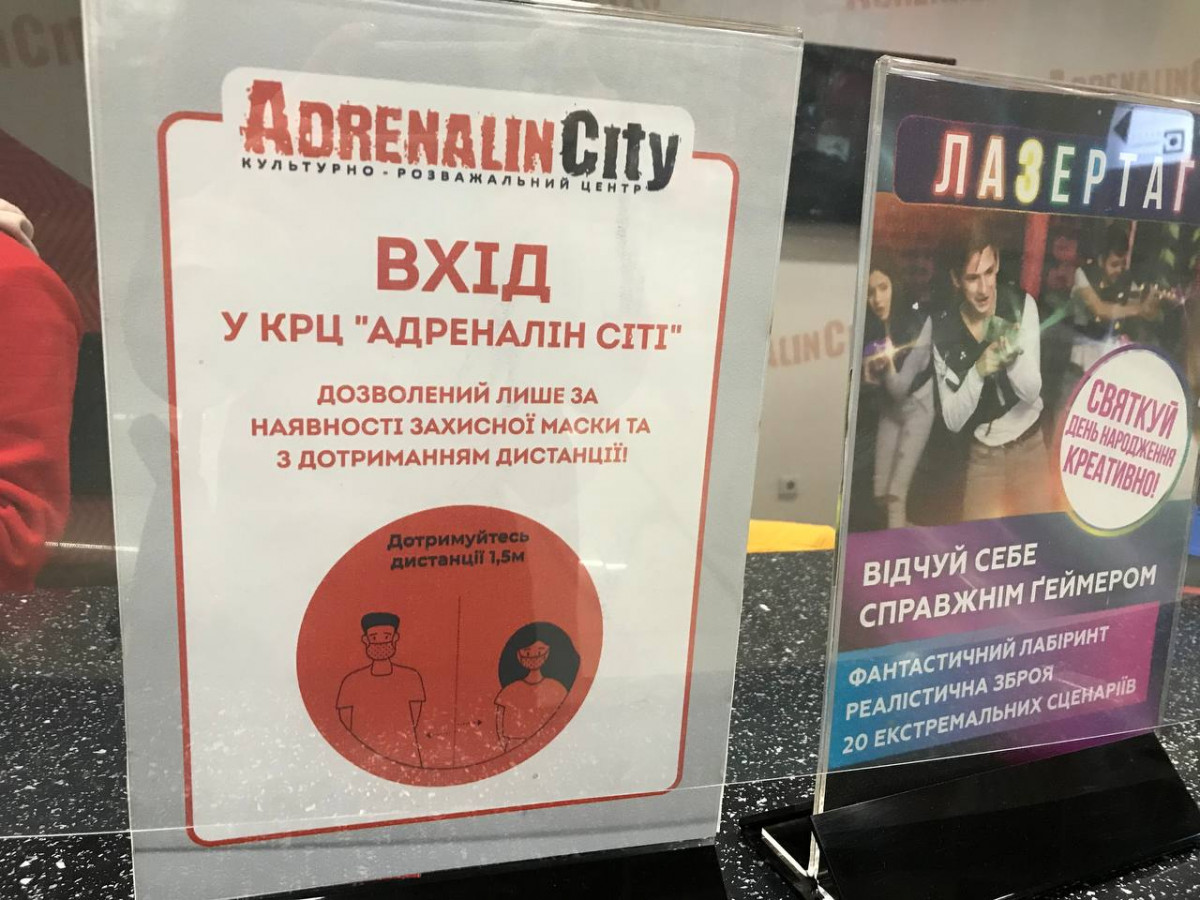 ADRENALINCITY
КУЛЬТУРНО - РОЗВАЖАЛЬНИЙ ЦЕНТР
ВХІД
У КРЦ "АДРЕНАЛІН СІТІ"
ДОЗВОЛЕНИЙ ЛИШЕ ЗА
НАЯВНОСТІ ЗАХИСНОЇ МАСКИ ТА
З ДОТРИМАННЯМ ДИСТАНЦІЇ!
Дотримуйтесь
дистанції 1,5м
ЛАЗЕРТАГ
СВЯТКУЙ
ДЕНЬ НАРОДЖЕННЯ
КРЕАТИВНО!
ВІДЧУЙ СЕБЕ
СПРАВЖНІМ ҐЕЙМЕРОМ
ФАНТАСТИЧНИЙ ЛАБІРИНТ
РЕАЛІСТИЧНА ЗБРОЯ
20 ЕКСТРЕМАЛЬНИХ СЦЕНАРІЇВ